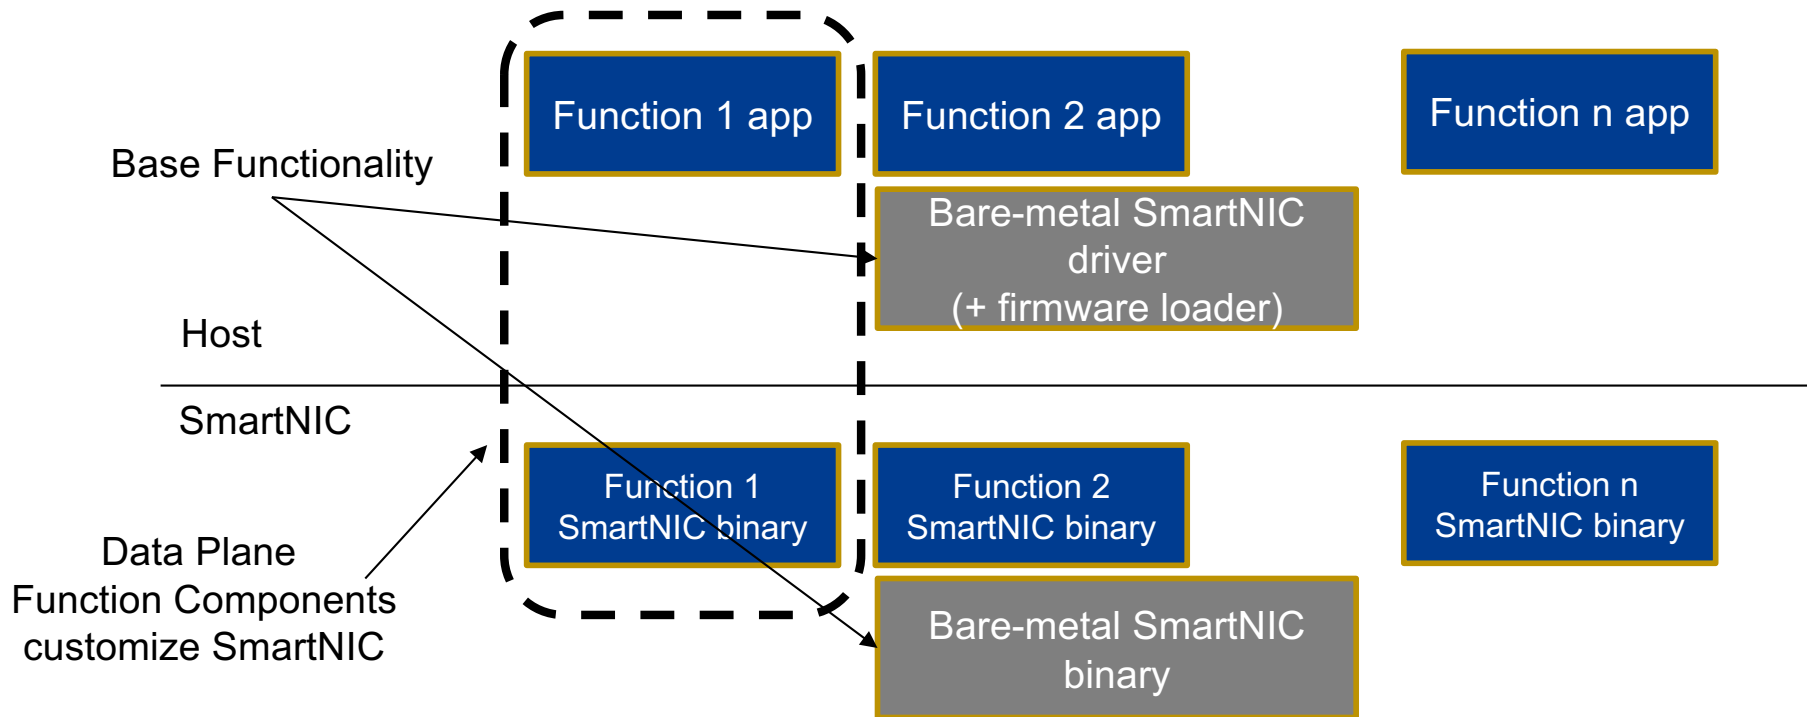 Function 1 app
Function 2 app
Function n app
Base Functionality
Bare-metal SmartNIC
driver
(+ firmware loader)
Host
SmartNIC
Function 1
SmartNIC binary
Function 2
SmartNIC binary
Function n
SmartNIC binary
Data Plane
Function Components
customize SmartNIC
Bare-metal SmartNIC
binary